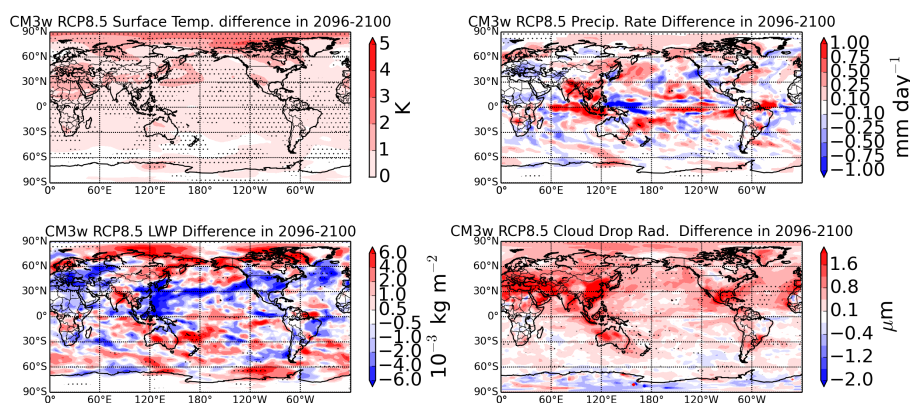 CM3w RCP8.5 Surface Temp. difference in 2096-2100
90°N
60°N
30°N
0°
30°S
60°S
90°S
0°
60°E
120°E
180°
120°W
60°W
5
4
3
2
1
0
K
CM3w RCP8.5 Precip. Rate Difference in 2096-2100
90°N
60°N
30°N
0°
30°S
60°S
90°S
0°
60°E
120°E
180°
120°W
60°W
1.00
0.75
0.50
0.25
0.10
−0.10
−0.25
−0.50
−0.75
−1.00
mm day−1
CM3w RCP8.5 LWP Difference in 2096-2100
90°N
60°N
30°N
0°
30°S
60°S
90°S
0°
60°E
120°E
180°
120°W
60°W
6.0
4.0
2.0
1.0
0.5
−0.5
−1.0
−2.0
−4.0
−6.0
10−3 kg m−2
CM3w RCP8.5 Cloud Drop Rad.  Difference in 2096-2100
90°N
60°N
30°N
0°
30°S
60°S
90°S
0°
60°E
120°E
180°
120°W
60°W
1.6
0.8
0.1
−0.4
−1.2
−2.0
μm